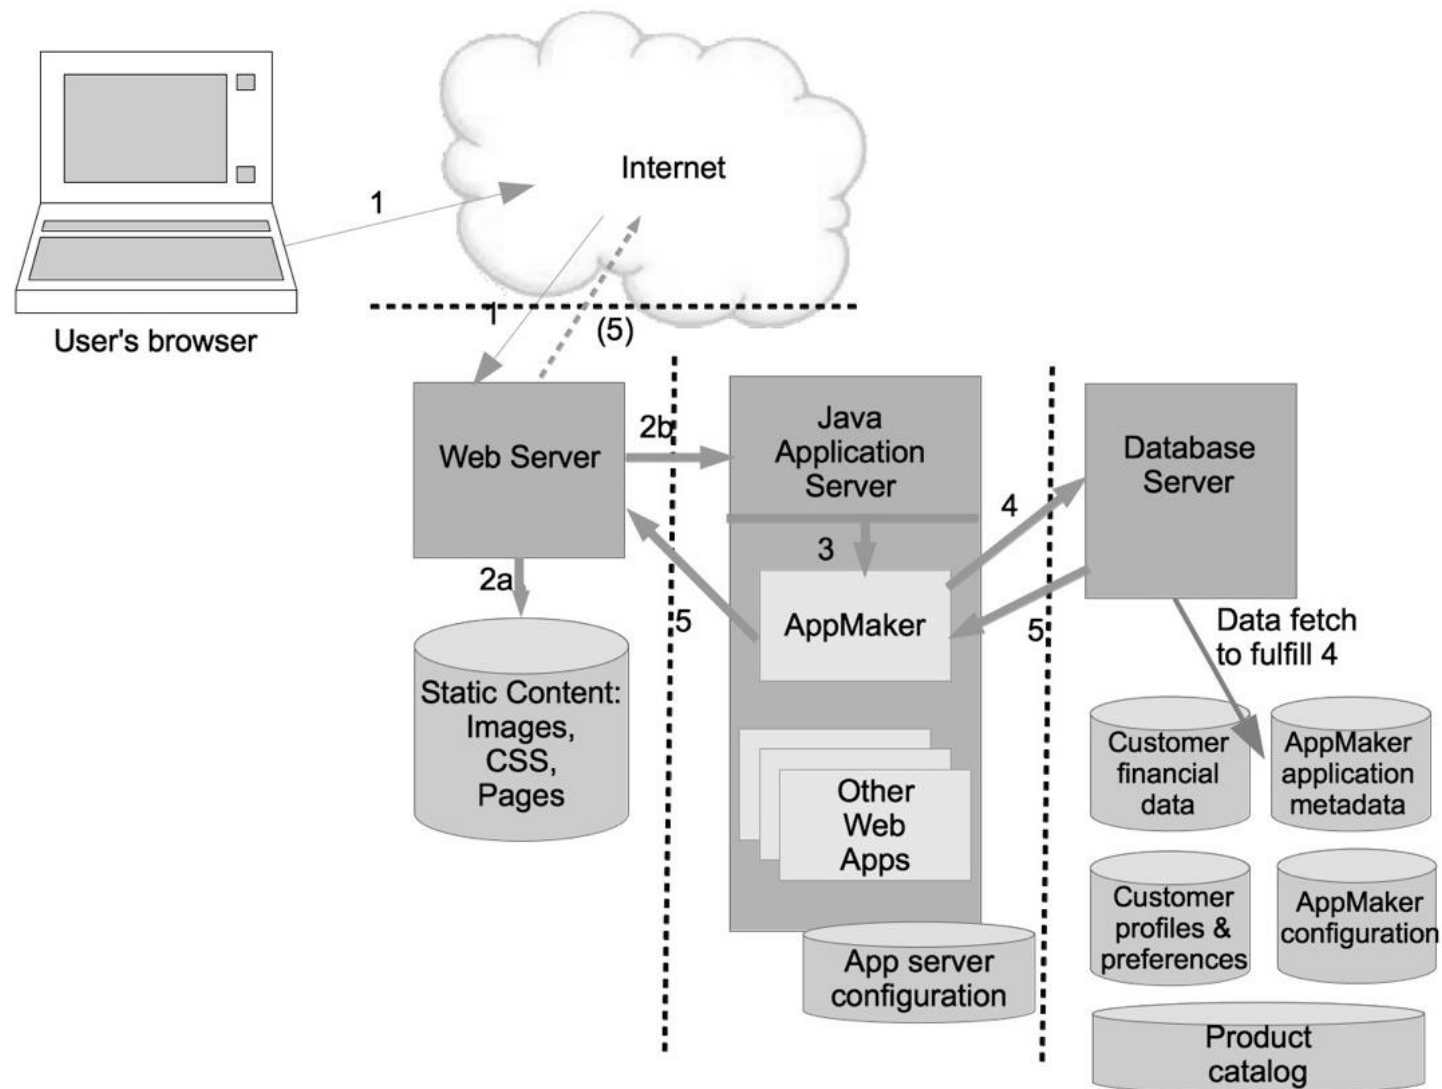 Internet
1
1
(5)
User's browser
Web Server
2b
Java
Application
Server
Database
Server
4
3
2a
AppMaker
5
5
Data fetch
to fulfill 4
Static Content:
Images,
CSS,
Pages
Customer
financial
data
AppMaker
application
metadata
Other
Web
Apps
Customer
profiles &
preferences
AppMaker
configuration
App server
configuration
Product
catalog